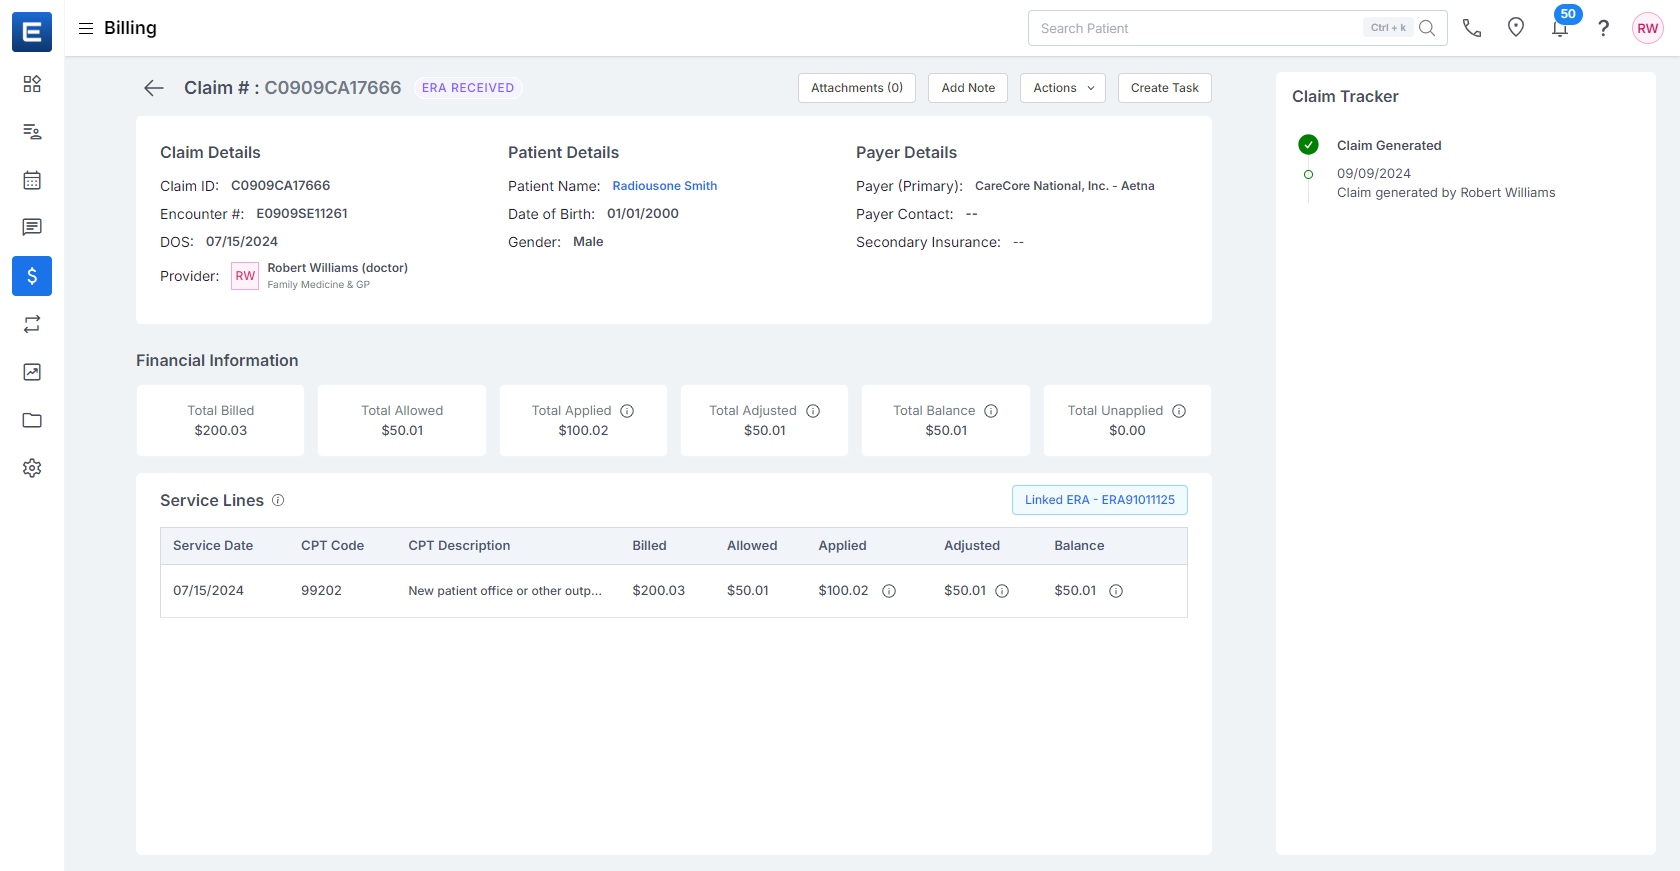 E
Billing
Search Patient
Ctrl + k
50
?
RW
Claim # : C0909CA17666
ERA RECEIVED
Attachments (0)
Add Note
Actions
Create Task
Claim Details
Claim ID: C0909CA17666
Encounter #: E0909SE11261
DOS: 07/15/2024
Provider: RW Robert Williams (doctor)
Family Medicine & GP
Patient Details
Patient Name: Radiousone Smith
Date of Birth: 01/01/2000
Gender: Male
Payer Details
Payer (Primary): CareCore National, Inc. - Aetna
Payer Contact: --
Secondary Insurance: --
Financial Information
Total Billed
$200.03
Total Allowed
$50.01
Total Applied
$100.02
Total Adjusted
$50.01
Total Balance
$50.01
Total Unapplied
$0.00
Service Lines
Linked ERA - ERA91011125
Service Date CPT Code CPT Description Billed Allowed Applied Adjusted Balance
07/15/2024 99202 New patient office or other outp... $200.03 $50.01 $100.02 $50.01 $50.01
Claim Tracker
Claim Generated
09/09/2024
Claim generated by Robert Williams